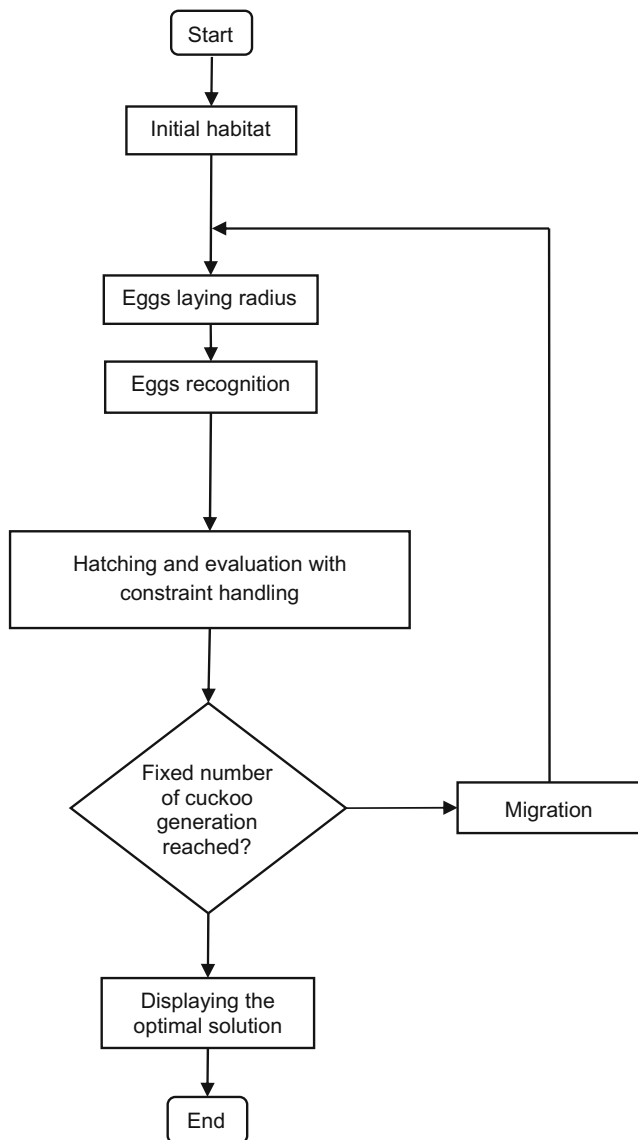 Start
Initial habitat
Eggs laying radius
Eggs recognition
Hatching and evaluation with
constraint handling
Fixed number
of cuckoo
generation
reached?
Migration
Displaying the
optimal solution
End